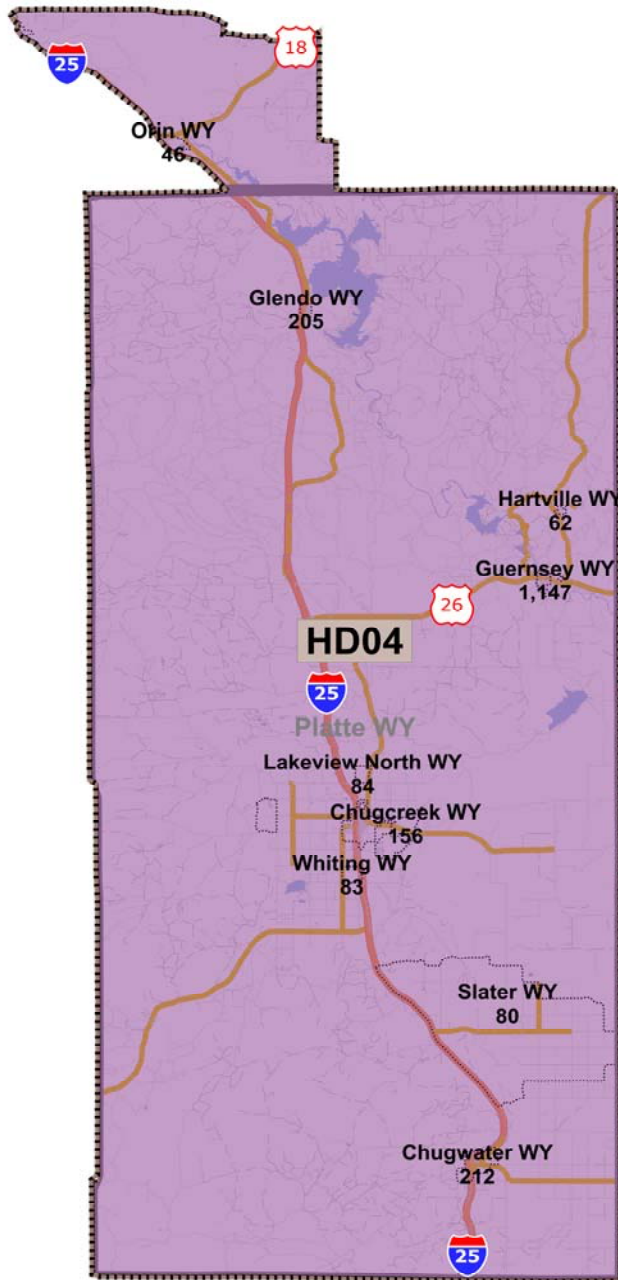 18
25
Orin WY
46
Glendo WY
205
Hartville WY
62
Guernsey WY
1,147
26
HD04
25
Platte WY
Lakeview North WY
84
Chugcreek WY
156
Whiting WY
83
Slater WY
80
Chugwater WY
212
25